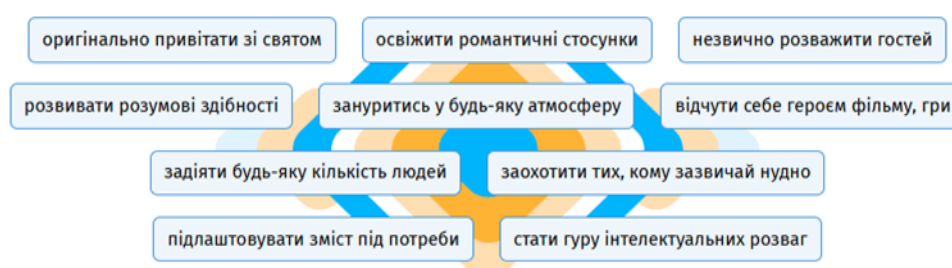 оригінально привітати зі святом
освіжити романтичні стосунки
незвично розважити гостей
розвивати розумові здібності
зануритись у будь-яку атмосферу
відчути себе героєм фільму, гри
задіяти будь-яку кількість людей
заохотити тих, кому зазвичай нудно
підлаштовувати зміст під потреби
стати гуру інтелектуальних розваг